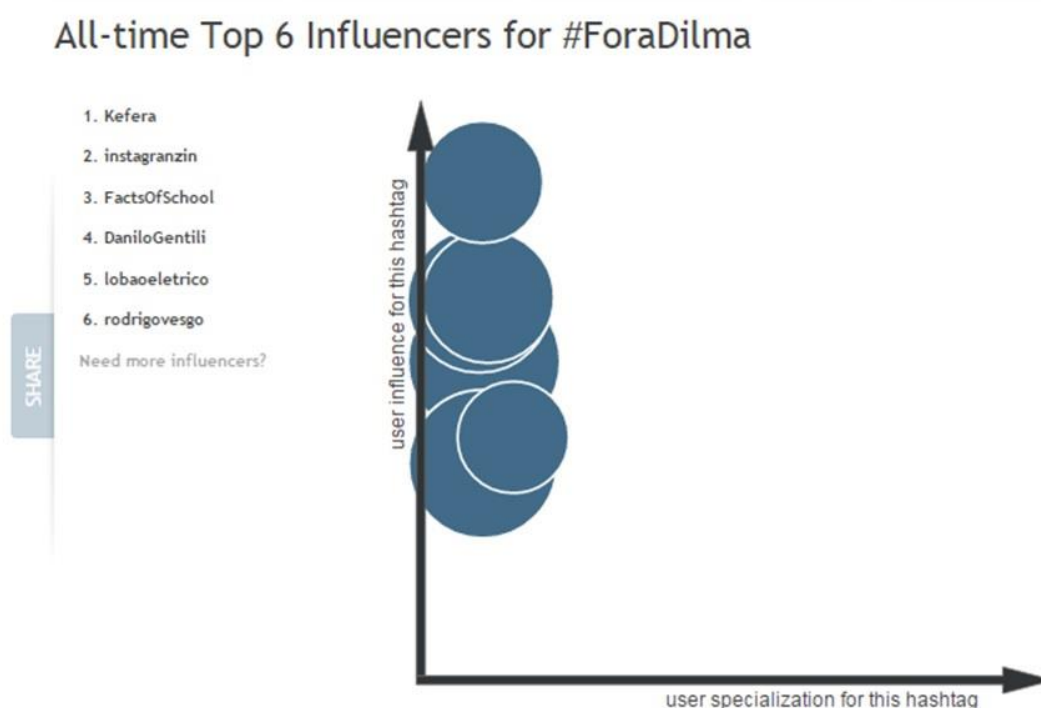 All-time Top 6 Influencers for #ForaDilma
1. Kefera
2. instagranzin
3. FactsOfSchool
4. DaniloGentili
5. lobaoeletrico
6. rodrigovesgo
Need more influencers?
SHARE
user influence for this hashtag
user specialization for this hashtag